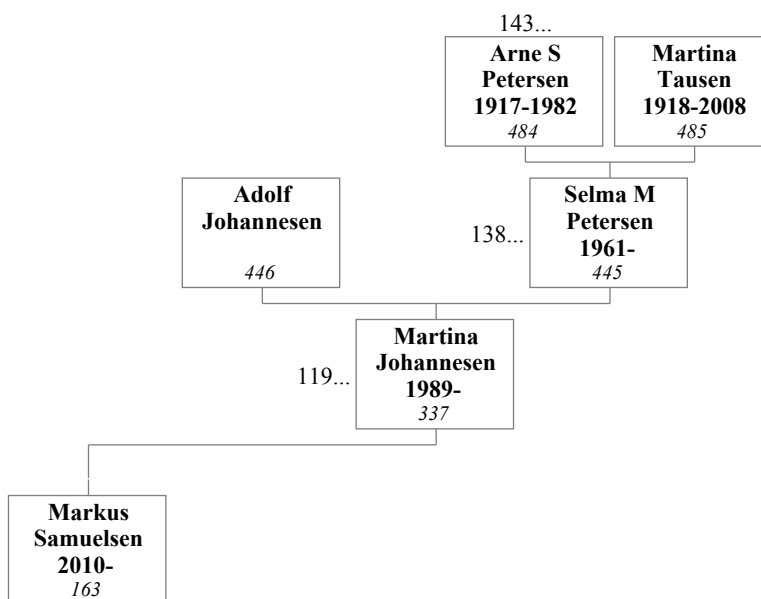 143...
Arne S
Petersen
1917-1982
484
Martina
Tausen
1918-2008
485
Adolf
Johannesen
446
138...
Selma M
Petersen
1961-
445
119...
Martina
Johannesen
1989-
337
Markus
Samuelsen
2010-
163